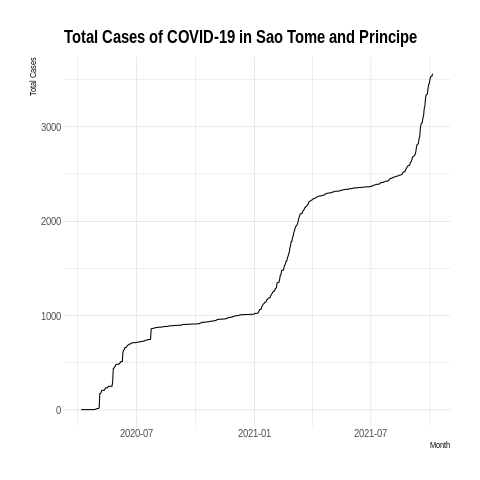 Total Cases of COVID-19 in Sao Tome and Principe
Total Cases
3000
2000
1000
0
2020-07 2021-01 2021-07
Month